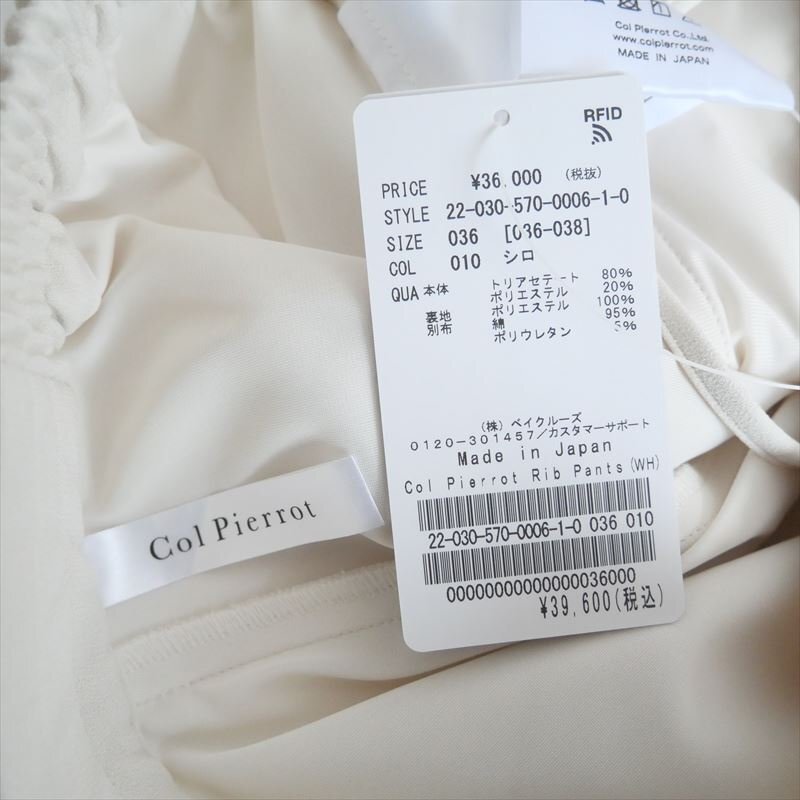 Col Pierrot Co.,Ltd.
www.colpierrot.com
MADE IN JAPAN
RFID
PRICE ¥36,000 (税抜)
STYLE 22-030-570-0006-1-0
SIZE 036 [036-038]
COL 010 シロ
QUA 本体 トリアセテート 80%
ポリエステル 20%
裏地 ポリエステル 100%
別布 綿 95%
ポリウレタン 5%
(株) ベイクルーズ
0120-301457/カスタマーサポート
Made in Japan
Col Pierrot Rib Pants(WH)
22-030-570-0006-1-0 036 010
00000000000000036000
¥39,600(税込)
Col Pierrot